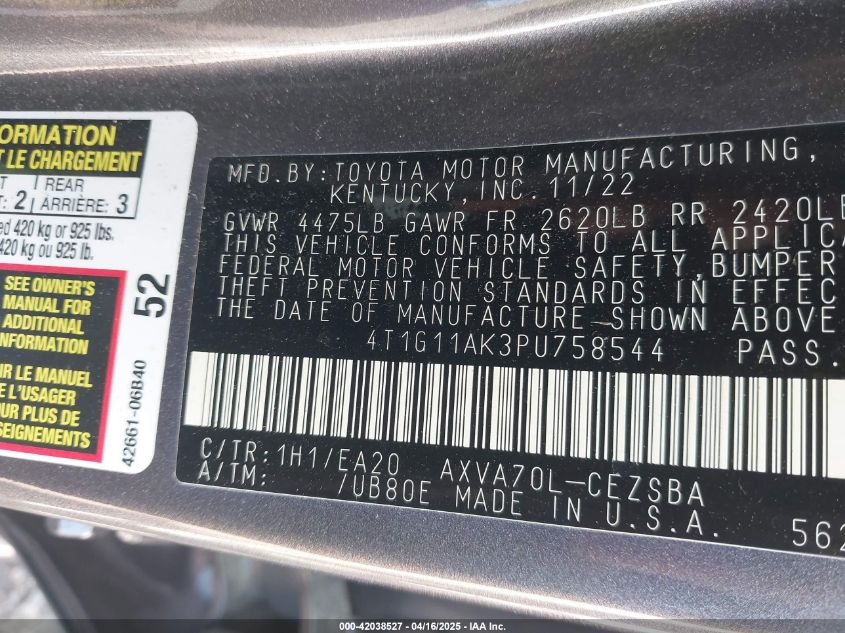 ORMATION
T LE CHARGEMENT
REAR
: 2 ARRIÈRE: 3
420 kg or 925 lbs.
420 kg ou 925 lb.
SEE OWNER'S
MANUAL FOR
ADDITIONAL
INFORMATION
LE MANUEL
DE L'USAGER
POUR PLUS DE
SEIGNEMENTS
52
42661-06B40
MFD.BY:TOYOTA MOTOR MANUFACTURING,
KENTUCKY,INC. 11/22
GVWR 4475LB GAWR FR 2620LB RR 2420LB
THIS VEHICLE CONFORMS TO ALL APPLICA
FEDERAL MOTOR VEHICLE SAFETY,BUMPER
THEFT PREVENTION STANDARDS IN EFFEC
THE DATE OF MANUFACTURE SHOWN ABOVE
4T1G11AK3PU758544 PASS.
C/TR:1H1/EA20 AXVA70L-CEZSBA
A/TM: /UB80E MADE IN U.S.A.
562
000-42038527 - 04/16/2025 - IAA Inc.